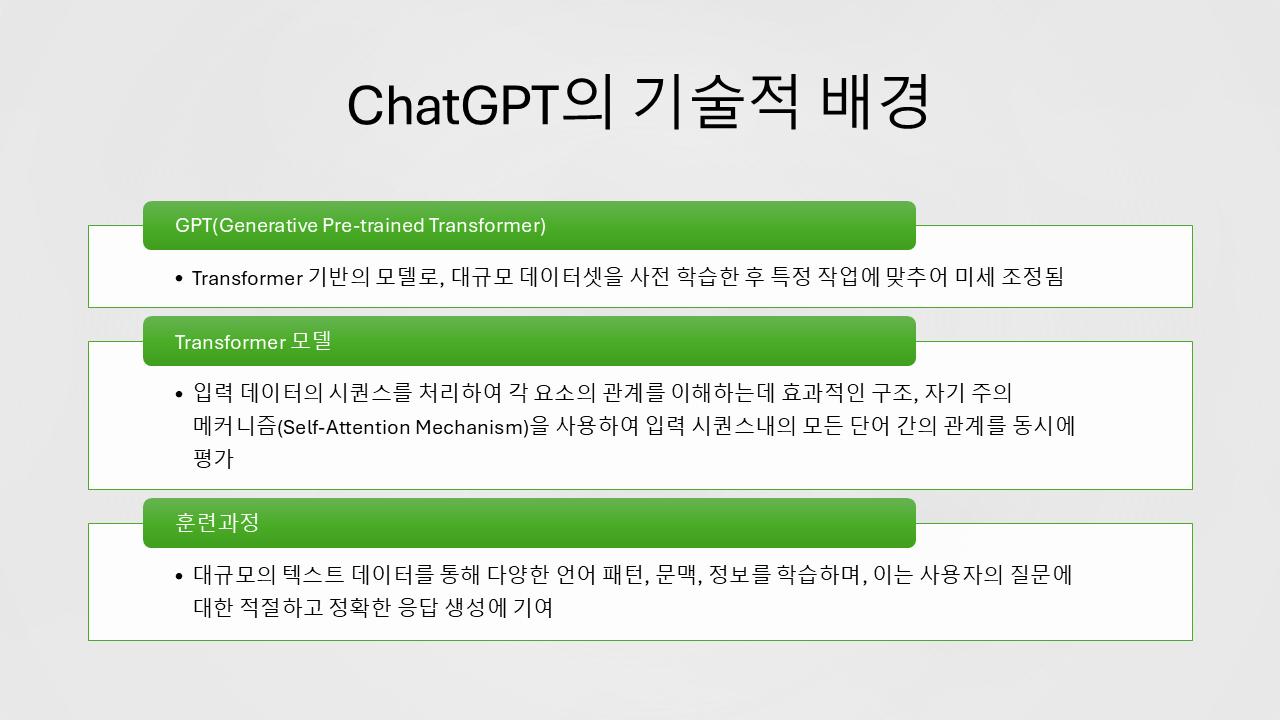 ChatGPT의 기술적 배경
GPT(Generative Pre-trained Transformer)
• Transformer 기반의 모델로, 대규모 데이터셋을 사전 학습한 후 특정 작업에 맞추어 미세 조정됨
Transformer 모델
• 입력 데이터의 시퀀스를 처리하여 각 요소의 관계를 이해하는데 효과적인 구조, 자기 주의
메커니즘(Self-Attention Mechanism)을 사용하여 입력 시퀀스내의 모든 단어 간의 관계를 동시에
평가
훈련과정
• 대규모의 텍스트 데이터를 통해 다양한 언어 패턴, 문맥, 정보를 학습하며, 이는 사용자의 질문에
대한 적절하고 정확한 응답 생성에 기여